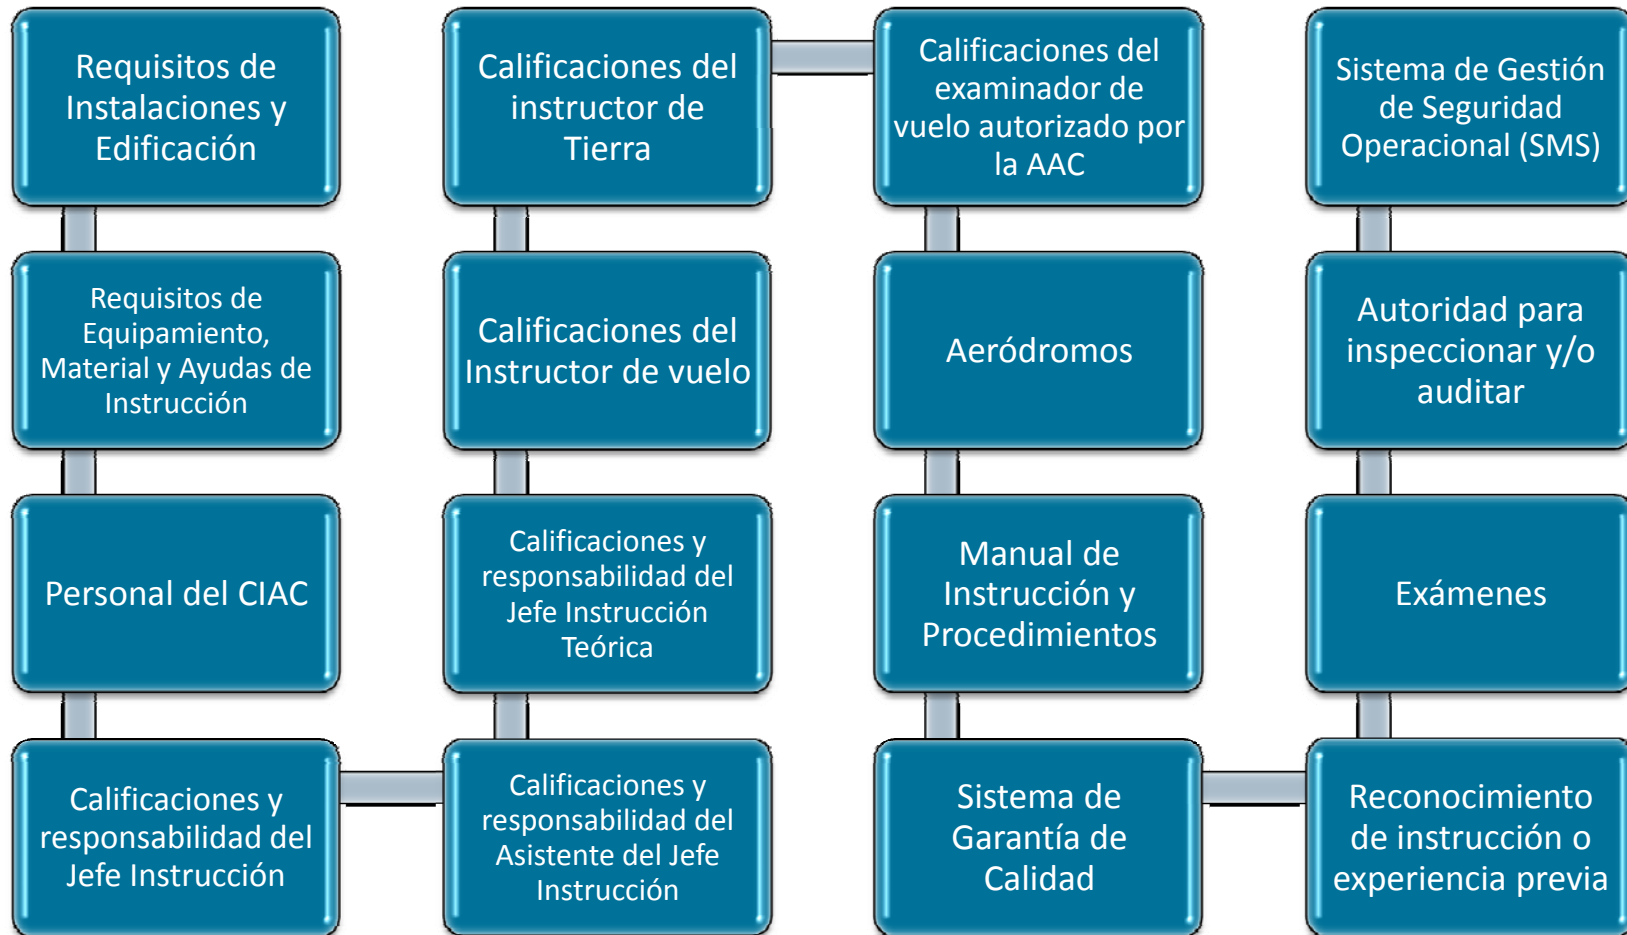 Requisitos de
Instalaciones y
Edificación
Requisitos de
Equipamiento,
Material y Ayudas de
Instrucción
Personal del CIAC
Calificaciones y
responsabilidad del
Jefe Instrucción
Calificaciones y
responsabilidad del
Asistente del Jefe
Instrucción
Calificaciones y
responsabilidad del
Jefe Instrucción
Teórica
Calificaciones del
Instructor de vuelo
Calificaciones del
instructor de
Tierra
Calificaciones del
examinador de
vuelo autorizado por
la AAC
Aeródromos
Manual de
Instrucción y
Procedimientos
Sistema de
Garantía de
Calidad
Reconocimiento
de instrucción o
experiencia previa
Exámenes
Autoridad para
inspeccionar y/o
auditar
Sistema de Gestión
de Seguridad
Operacional (SMS)